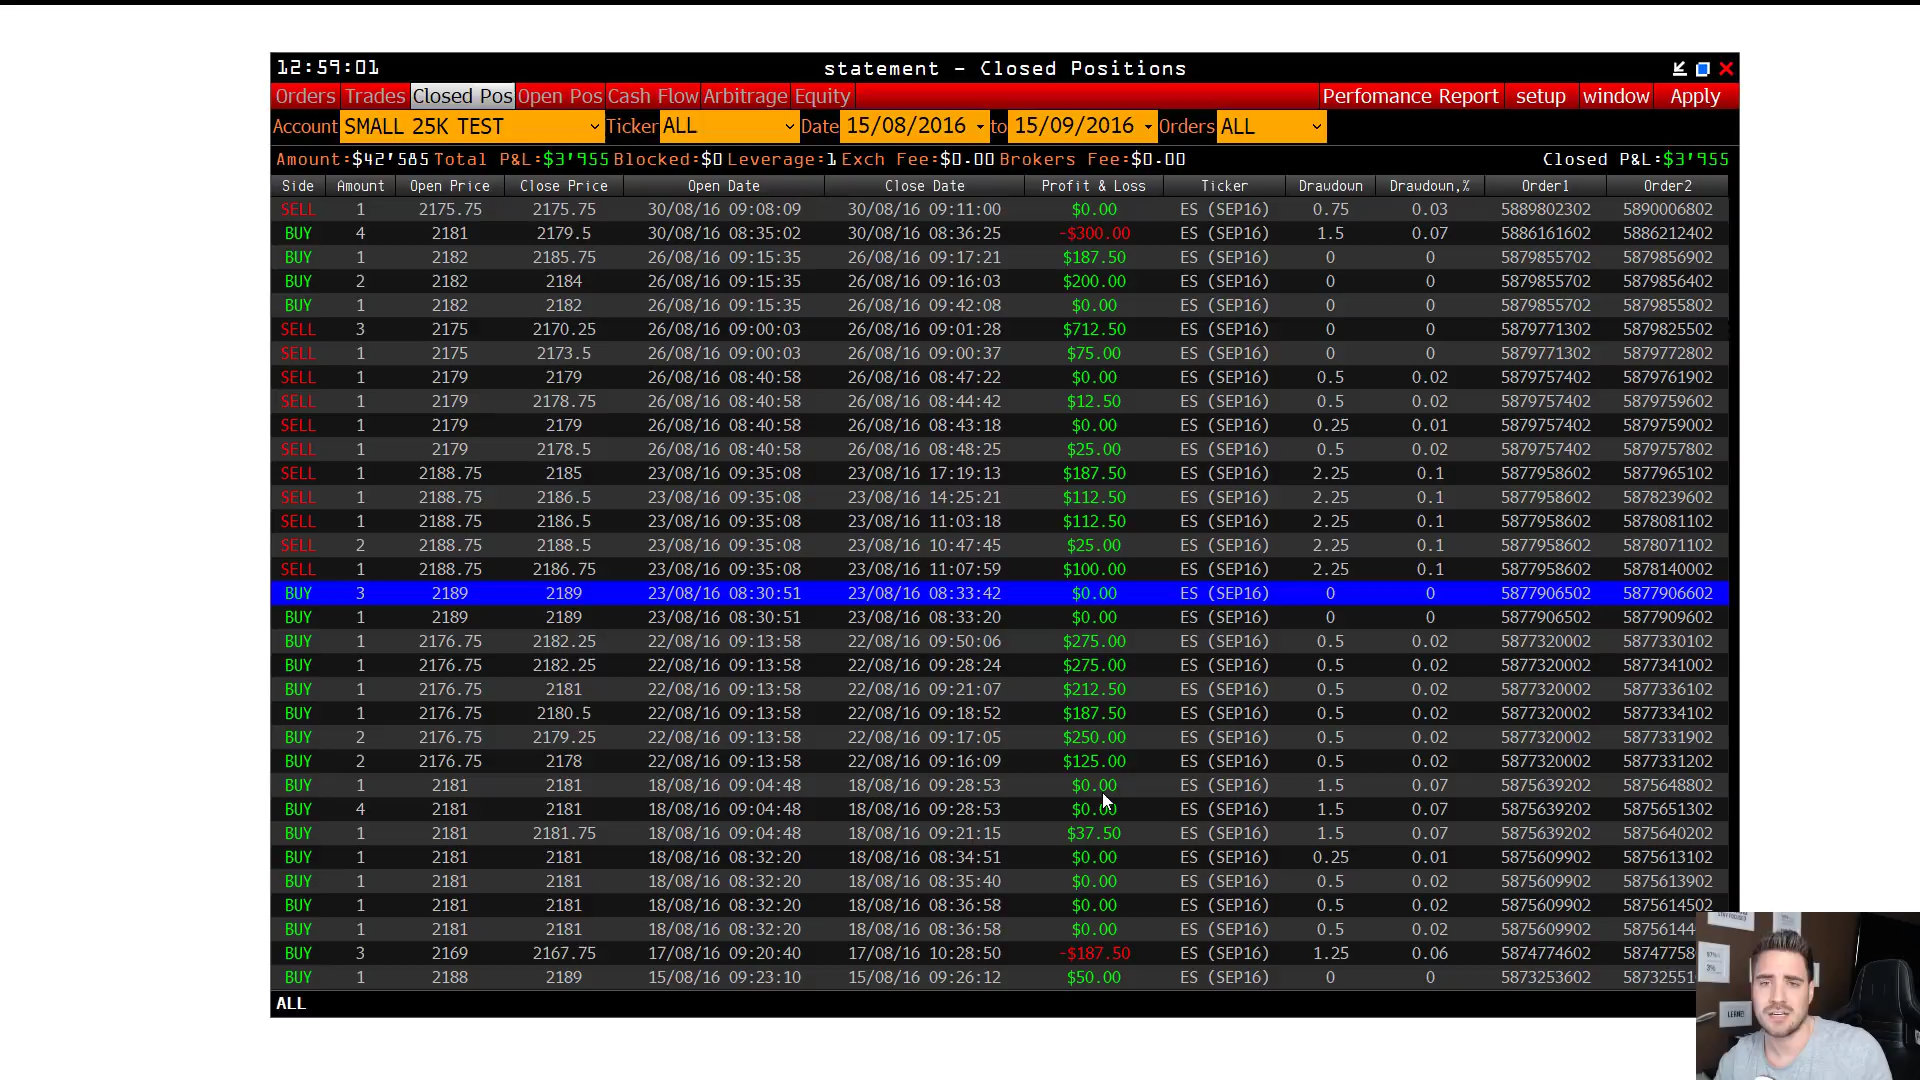 12:59:01 statement - Closed Positions
Orders Trades Closed Pos Open Pos Cash Flow Arbitrage Equity Perfomance Report setup window Apply
Account SMALL 25K TEST Ticker ALL Date 15/08/2016 to 15/09/2016 Orders ALL
Amount:$42'585 Total P&L:$3'955 Blocked:$0 Leverage:1 Exch Fee:$0.00 Brokers Fee:$0.00 Closed P&L:$3'955
Side Amount Open Price Close Price Open Date Close Date Profit & Loss Ticker Drawdown Drawdown,% Order1 Order2
SELL 1 2175.75 2175.75 30/08/16 09:08:09 30/08/16 09:11:00 $0.00 ES (SEP16) 0.75 0.03 5889802302 5890006802
BUY 4 2181 2179.5 30/08/16 08:35:02 30/08/16 08:36:25 -$300.00 ES (SEP16) 1.5 0.07 5886161602 5886212402
BUY 1 2182 2185.75 26/08/16 09:15:35 26/08/16 09:17:21 $187.50 ES (SEP16) 0 0 5879855702 5879856902
BUY 2 2182 2184 26/08/16 09:15:35 26/08/16 09:16:03 $200.00 ES (SEP16) 0 0 5879855702 5879856402
BUY 1 2182 2182 26/08/16 09:15:35 26/08/16 09:42:08 $0.00 ES (SEP16) 0 0 5879855702 5879855802
SELL 3 2175 2170.25 26/08/16 09:00:03 26/08/16 09:01:28 $712.50 ES (SEP16) 0 0 5879771302 5879825502
SELL 1 2175 2173.5 26/08/16 09:00:03 26/08/16 09:00:37 $75.00 ES (SEP16) 0 0 5879771302 5879772802
SELL 1 2179 2179 26/08/16 08:40:58 26/08/16 08:47:22 $0.00 ES (SEP16) 0.5 0.02 5879757402 5879761902
SELL 1 2179 2178.75 26/08/16 08:40:58 26/08/16 08:44:42 $12.50 ES (SEP16) 0.5 0.02 5879757402 5879759602
SELL 1 2179 2179 26/08/16 08:40:58 26/08/16 08:43:18 $0.00 ES (SEP16) 0.25 0.01 5879757402 5879759002
SELL 1 2179 2178.5 26/08/16 08:40:58 26/08/16 08:48:25 $25.00 ES (SEP16) 0.5 0.02 5879757402 5879757802
SELL 1 2188.75 2185 23/08/16 09:35:08 23/08/16 17:19:13 $187.50 ES (SEP16) 2.25 0.1 5877958602 5877965102
SELL 1 2188.75 2186.5 23/08/16 09:35:08 23/08/16 14:25:21 $112.50 ES (SEP16) 2.25 0.1 5877958602 5878239602
SELL 1 2188.75 2186.5 23/08/16 09:35:08 23/08/16 11:03:18 $112.50 ES (SEP16) 2.25 0.1 5877958602 5878081102
SELL 2 2188.75 2188.5 23/08/16 09:35:08 23/08/16 10:47:45 $25.00 ES (SEP16) 2.25 0.1 5877958602 5878071102
SELL 1 2188.75 2186.75 23/08/16 09:35:08 23/08/16 11:07:59 $100.00 ES (SEP16) 2.25 0.1 5877958602 5878140002
BUY 3 2189 2189 23/08/16 08:30:51 23/08/16 08:33:42 $0.00 ES (SEP16) 0 0 5877906502 5877906602
BUY 1 2189 2189 23/08/16 08:30:51 23/08/16 08:33:20 $0.00 ES (SEP16) 0 0 5877906502 5877909602
BUY 1 2176.75 2182.25 22/08/16 09:13:58 22/08/16 09:50:06 $275.00 ES (SEP16) 0.5 0.02 5877320002 5877330102
BUY 1 2176.75 2182.25 22/08/16 09:13:58 22/08/16 09:28:24 $275.00 ES (SEP16) 0.5 0.02 5877320002 5877341002
BUY 1 2176.75 2181 22/08/16 09:13:58 22/08/16 09:21:07 $212.50 ES (SEP16) 0.5 0.02 5877320002 5877336102
BUY 1 2176.75 2180.5 22/08/16 09:13:58 22/08/16 09:18:52 $187.50 ES (SEP16) 0.5 0.02 5877320002 5877334102
BUY 2 2176.75 2179.25 22/08/16 09:13:58 22/08/16 09:17:05 $250.00 ES (SEP16) 0.5 0.02 5877320002 5877331902
BUY 2 2176.75 2178 22/08/16 09:13:58 22/08/16 09:16:09 $125.00 ES (SEP16) 0.5 0.02 5877320002 5877331202
BUY 1 2181 2181 18/08/16 09:04:48 18/08/16 09:28:53 $0.00 ES (SEP16) 1.5 0.07 5875639202 5875648802
BUY 4 2181 2181 18/08/16 09:04:48 18/08/16 09:28:53 $0.00 ES (SEP16) 1.5 0.07 5875639202 5875651302
BUY 1 2181 2181.75 18/08/16 09:04:48 18/08/16 09:21:15 $37.50 ES (SEP16) 1.5 0.07 5875639202 5875640202
BUY 1 2181 2181 18/08/16 08:32:20 18/08/16 08:34:51 $0.00 ES (SEP16) 0.25 0.01 5875609902 5875613102
BUY 1 2181 2181 18/08/16 08:32:20 18/08/16 08:35:40 $0.00 ES (SEP16) 0.5 0.02 5875609902 5875613902
BUY 1 2181 2181 18/08/16 08:32:20 18/08/16 08:36:58 $0.00 ES (SEP16) 0.5 0.02 5875609902 5875614502
BUY 1 2181 2181 18/08/16 08:32:20 18/08/16 08:36:58 $0.00 ES (SEP16) 0.5 0.02 5875609902 5875614
BUY 3 2169 2167.75 17/08/16 09:20:40 17/08/16 10:28:50 -$187.50 ES (SEP16) 1.25 0.06 5874774602 58747758
BUY 1 2188 2189 15/08/16 09:23:10 15/08/16 09:26:12 $50.00 ES (SEP16) 0 0 5873253602 58732551
ALL